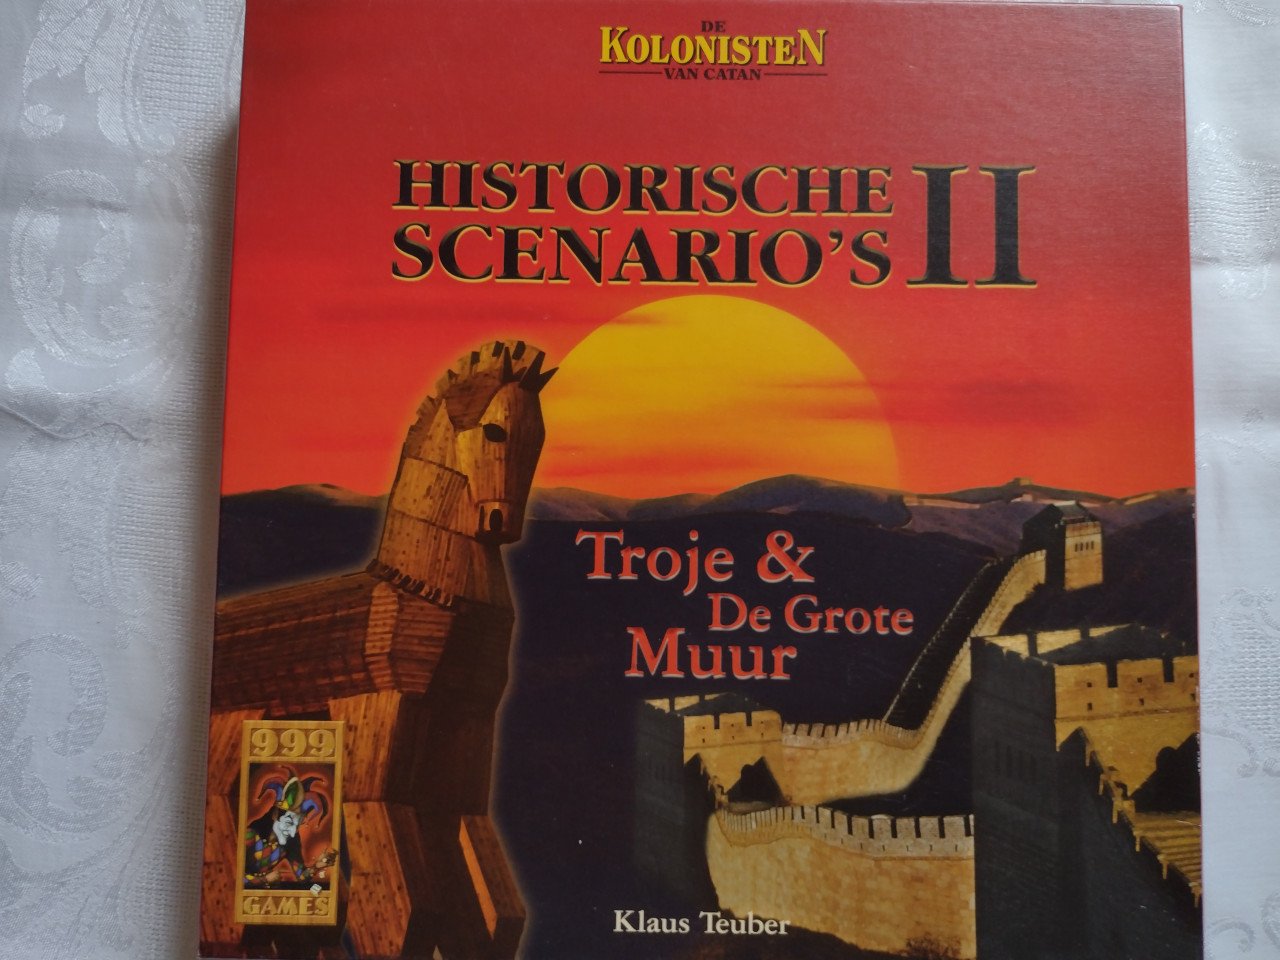 DE
KOLONISTEN
VAN CATAN
HISTORISCHE
SCENARIO'S II
Troje &
De Grote
Muur
999
GAMES
Klaus Teuber